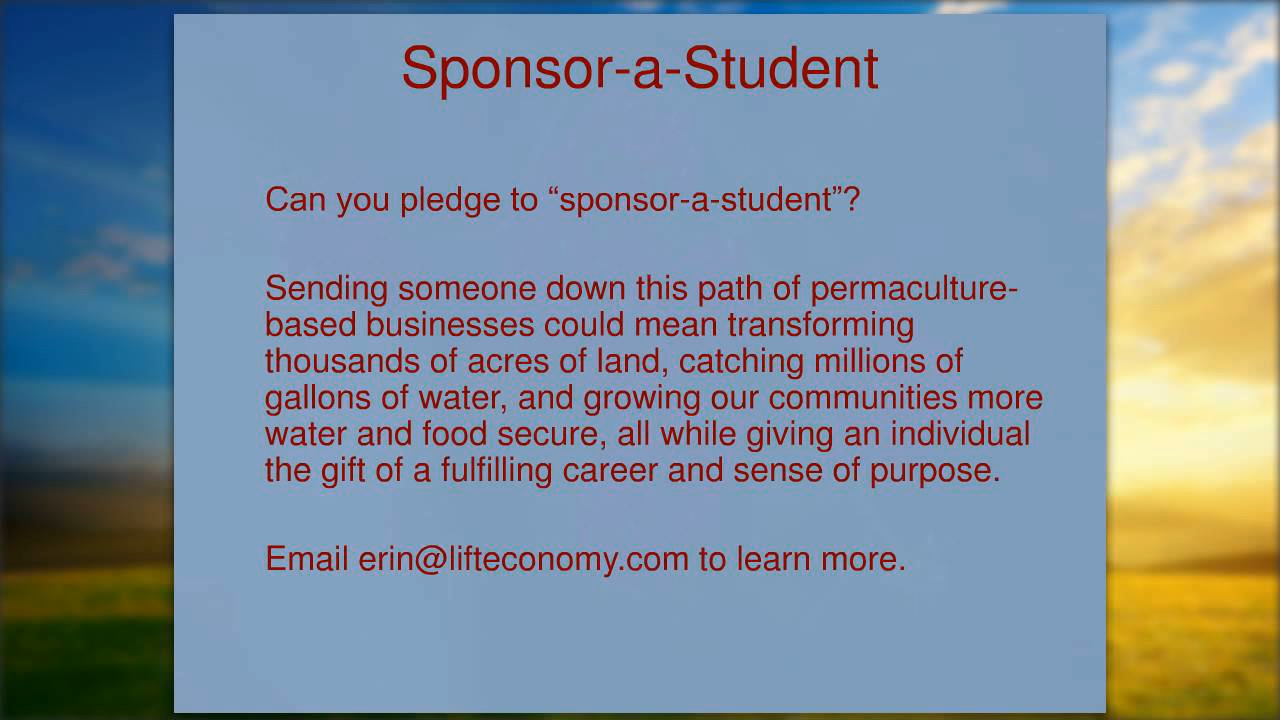 Sponsor-a-Student
Can you pledge to “sponsor-a-student”?
Sending someone down this path of permaculture-
based businesses could mean transforming
thousands of acres of land, catching millions of
gallons of water, and growing our communities more
water and food secure, all while giving an individual
the gift of a fulfilling career and sense of purpose.
Email erin@lifteconomy.com to learn more.